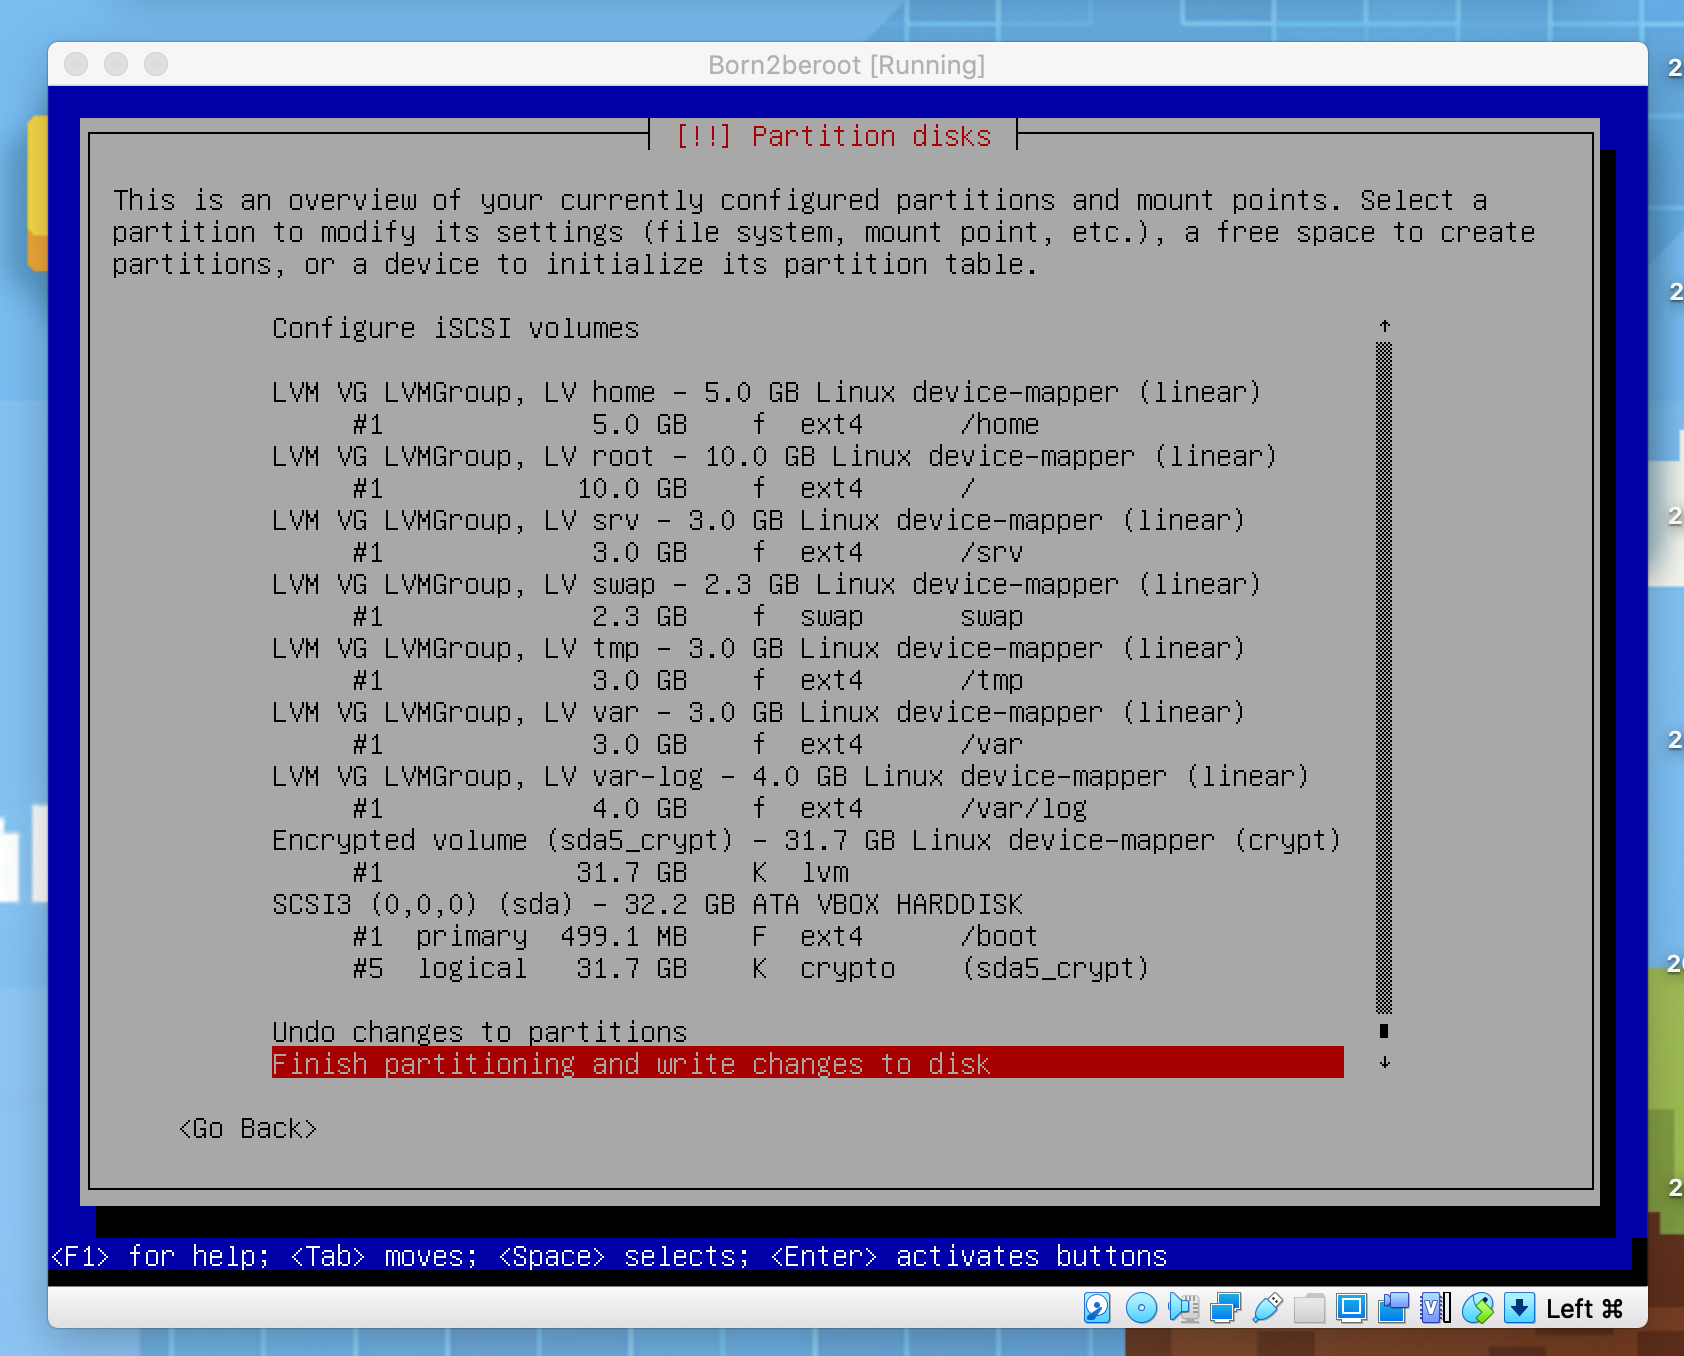 Born2beroot [Running]
[!!] Partition disks
This is an overview of your currently configured partitions and mount points. Select a
partition to modify its settings (file system, mount point, etc.), a free space to create
partitions, or a device to initialize its partition table.
Configure iSCSI volumes
LVM VG LVMGroup, LV home - 5.0 GB Linux device-mapper (linear)
#1 5.0 GB f ext4 /home
LVM VG LVMGroup, LV root - 10.0 GB Linux device-mapper (linear)
#1 10.0 GB f ext4 /
LVM VG LVMGroup, LV srv - 3.0 GB Linux device-mapper (linear)
#1 3.0 GB f ext4 /srv
LVM VG LVMGroup, LV swap - 2.3 GB Linux device-mapper (linear)
#1 2.3 GB f swap swap
LVM VG LVMGroup, LV tmp - 3.0 GB Linux device-mapper (linear)
#1 3.0 GB f ext4 /tmp
LVM VG LVMGroup, LV var - 3.0 GB Linux device-mapper (linear)
#1 3.0 GB f ext4 /var
LVM VG LVMGroup, LV var-log - 4.0 GB Linux device-mapper (linear)
#1 4.0 GB f ext4 /var/log
Encrypted volume (sda5_crypt) - 31.7 GB Linux device-mapper (crypt)
#1 31.7 GB K lvm
SCSI3 (0,0,0) (sda) - 32.2 GB ATA VBOX HARDDISK
#1 primary 499.1 MB F ext4 /boot
#5 logical 31.7 GB K crypto (sda5_crypt)
Undo changes to partitions
Finish partitioning and write changes to disk
<Go Back>
<F1> for help; <Tab> moves; <Space> selects; <Enter> activates buttons
Left ⌘